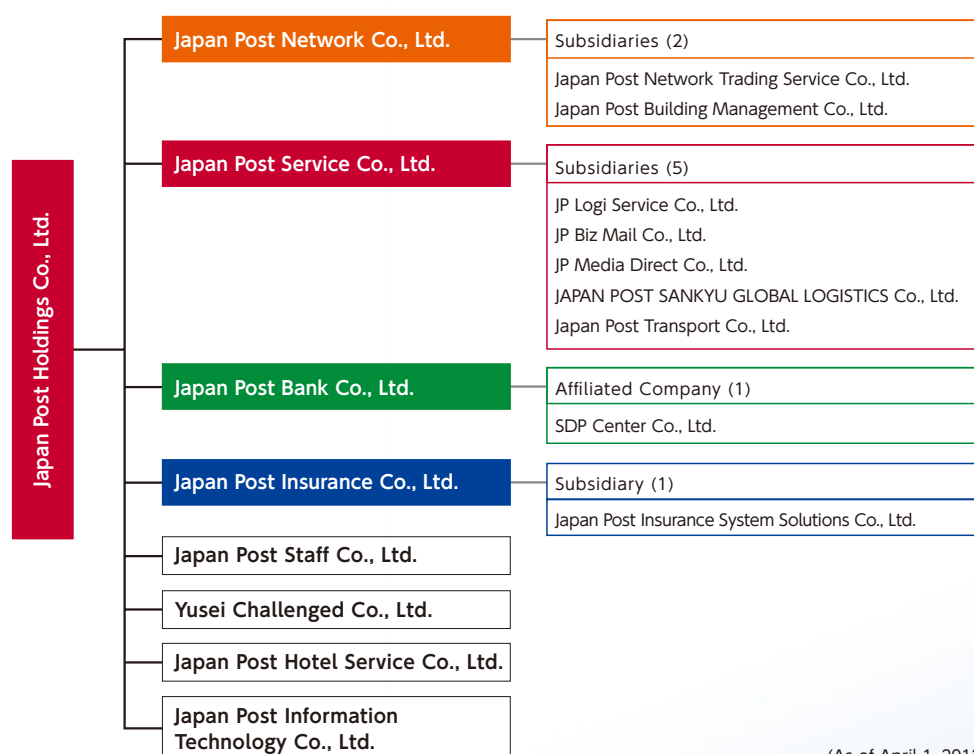 Japan Post Holdings Co., Ltd.
Japan Post Network Co., Ltd.
Subsidiaries (2)
Japan Post Network Trading Service Co., Ltd.
Japan Post Building Management Co., Ltd.
Japan Post Service Co., Ltd.
Subsidiaries (5)
JP Logi Service Co., Ltd.
JP Biz Mail Co., Ltd.
JP Media Direct Co., Ltd.
JAPAN POST SANKYU GLOBAL LOGISTICS Co., Ltd.
Japan Post Transport Co., Ltd.
Japan Post Bank Co., Ltd.
Affiliated Company (1)
SDP Center Co., Ltd.
Japan Post Insurance Co., Ltd.
Subsidiary (1)
Japan Post Insurance System Solutions Co., Ltd.
Japan Post Staff Co., Ltd.
Yusei Challenged Co., Ltd.
Japan Post Hotel Service Co., Ltd.
Japan Post Information
Technology Co., Ltd.
(As of April 1,